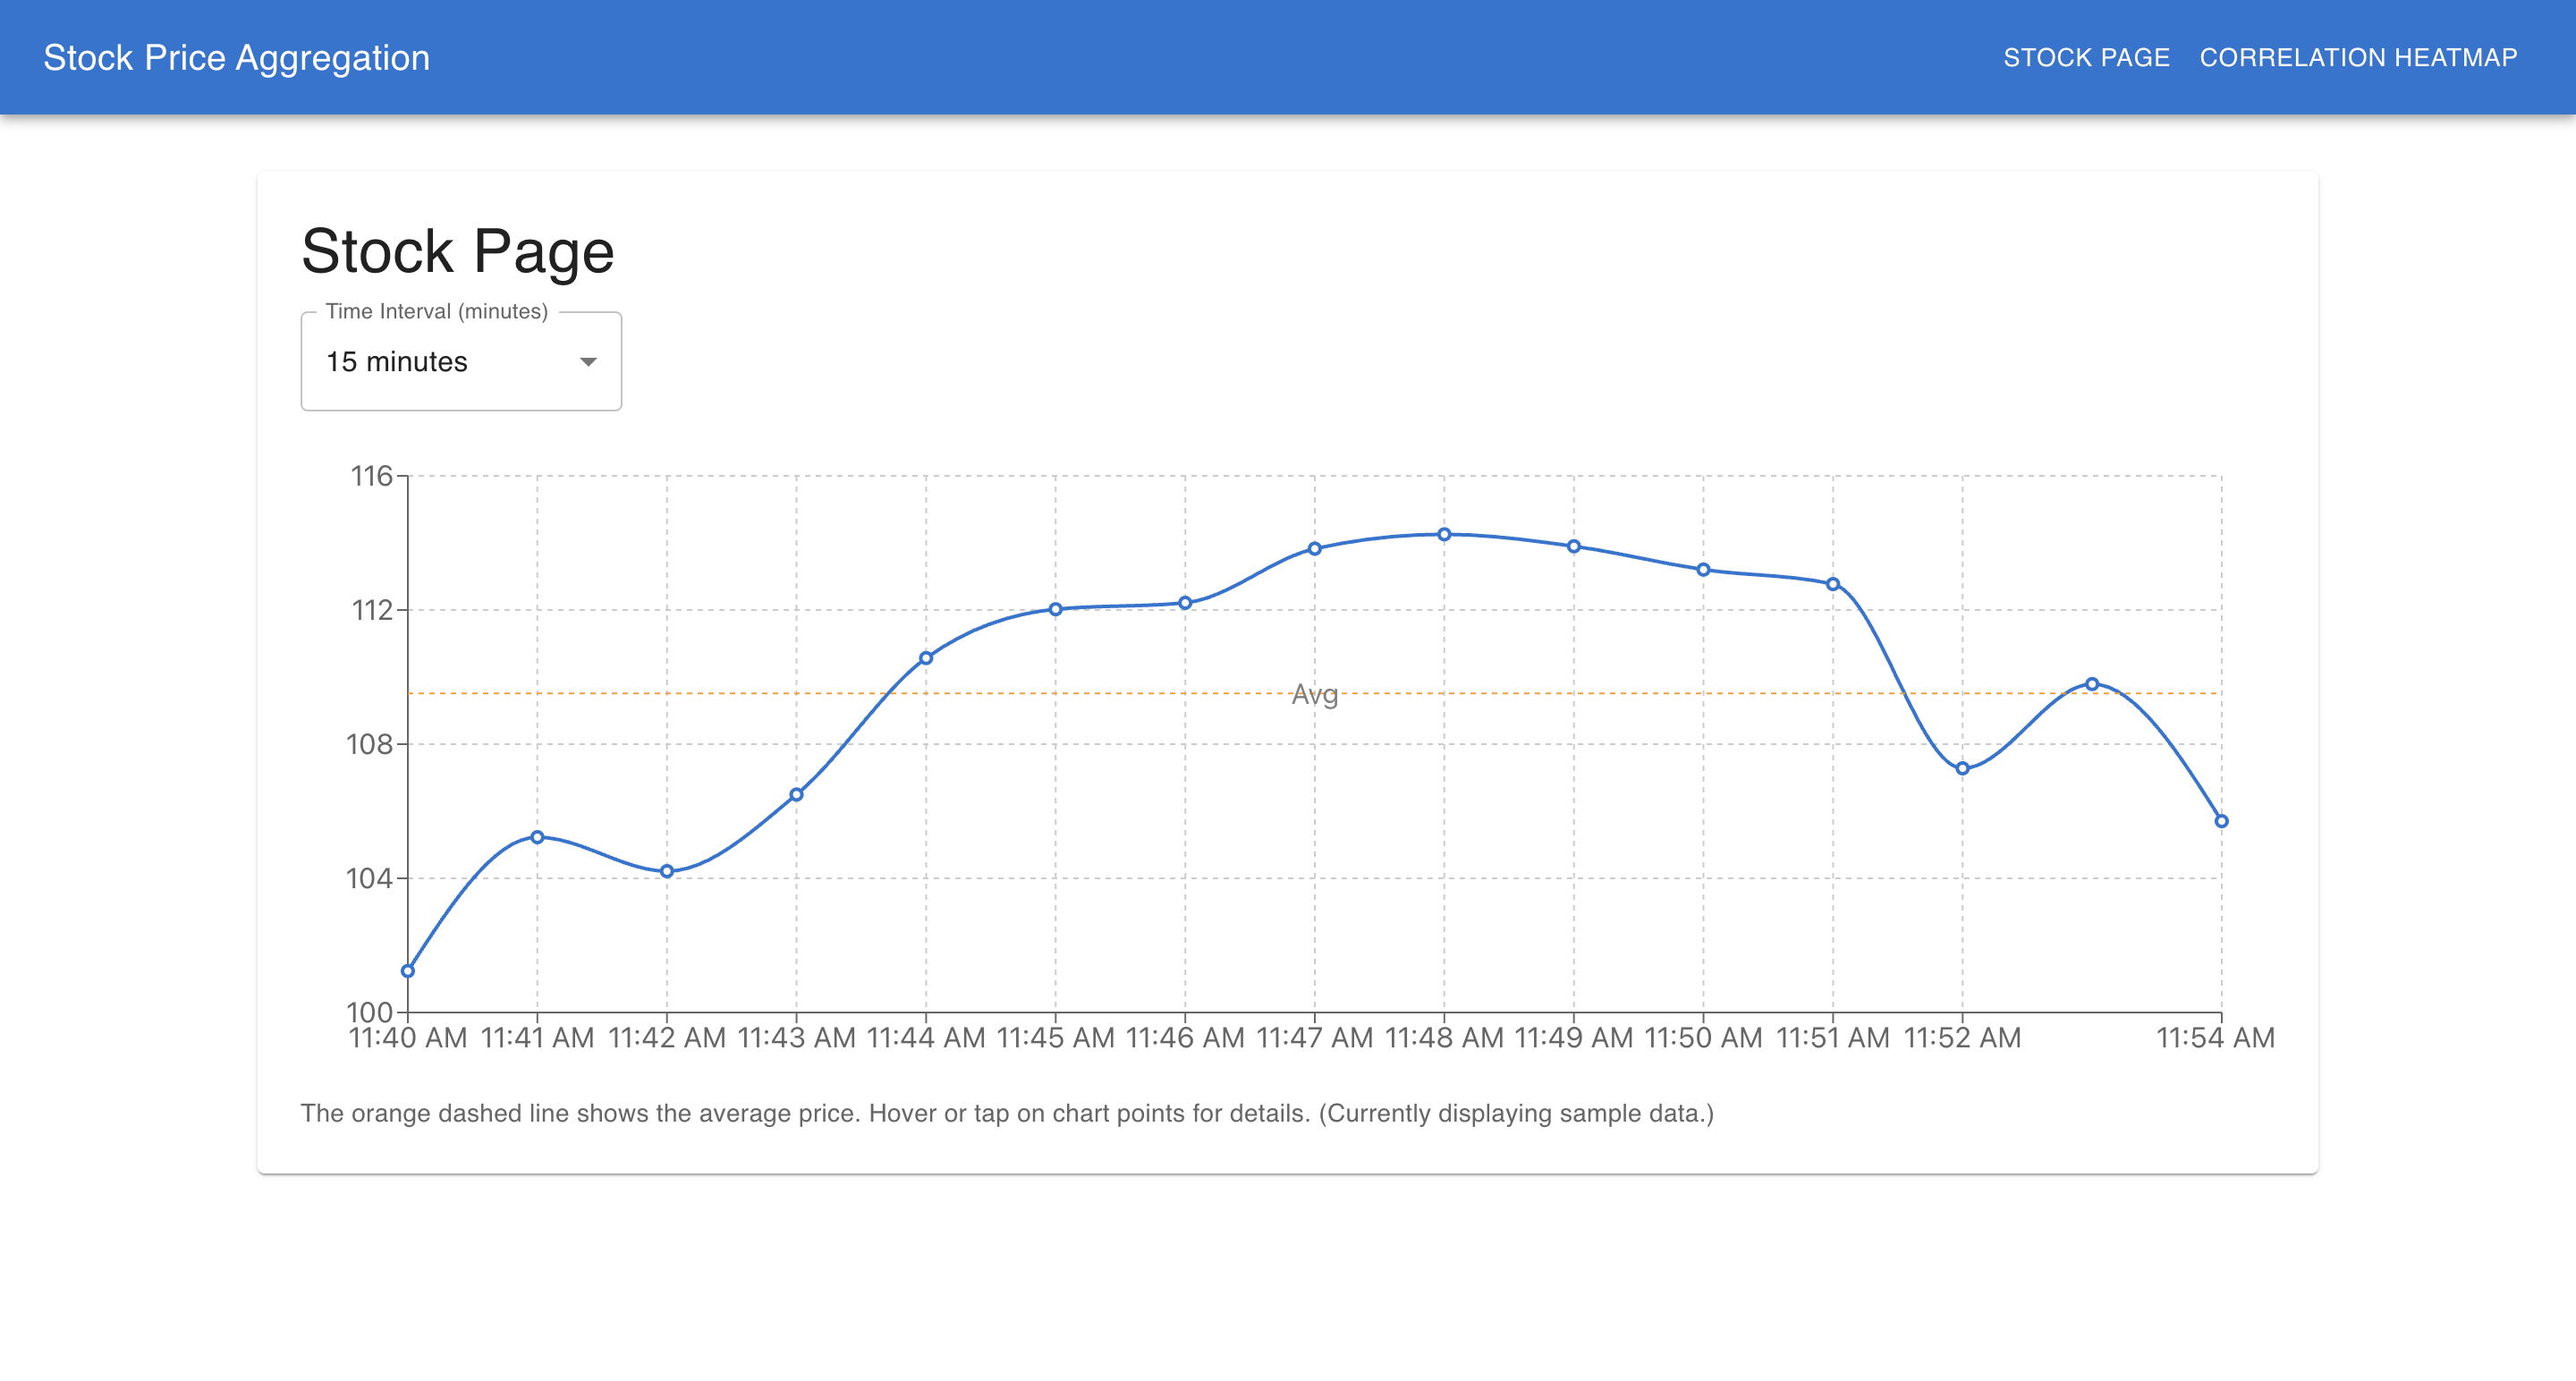 Stock Price Aggregation
STOCK PAGE CORRELATION HEATMAP
Stock Page
Time Interval (minutes)
15 minutes
116
112
Avg
108
104
100
11:40 AM 11:41 AM 11:42 AM 11:43 AM 11:44 AM 11:45 AM 11:46 AM 11:47 AM 11:48 AM 11:49 AM 11:50 AM 11:51 AM 11:52 AM 11:54 AM
The orange dashed line shows the average price. Hover or tap on chart points for details. (Currently displaying sample data.)